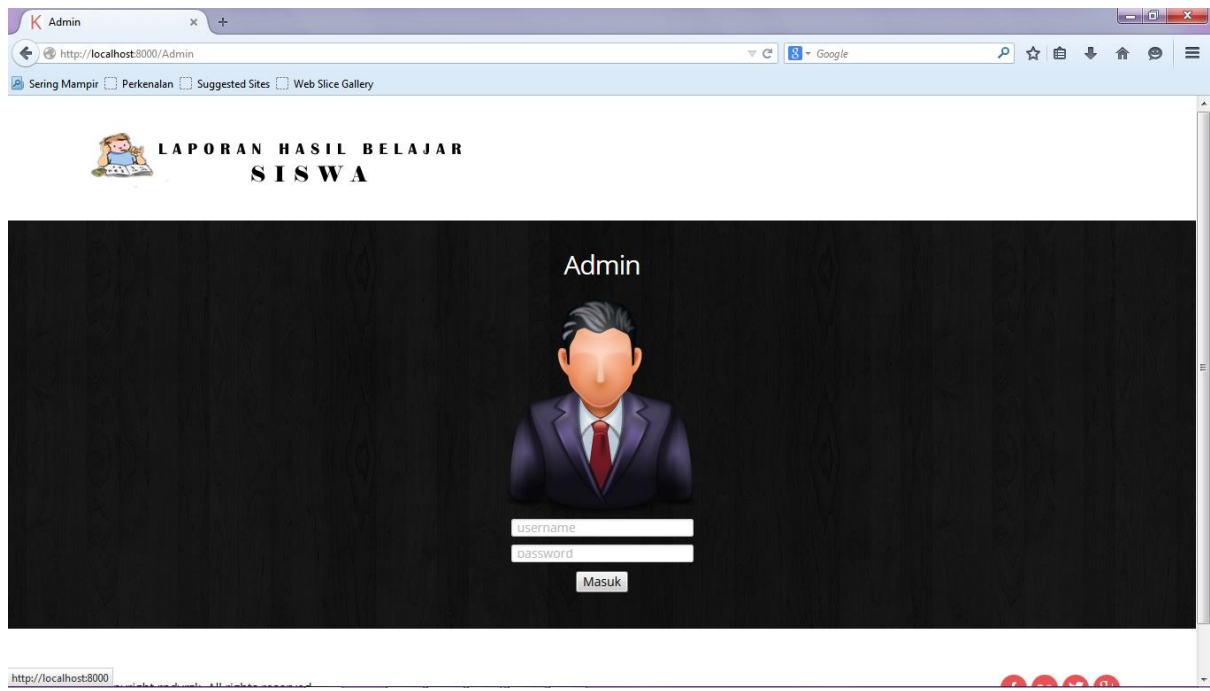 Admin
http://localhost:8000/Admin
Google
Sering Mampir Perkenalan Suggested Sites Web Slice Gallery
LAPORAN HASIL BELAJAR
SISWA
Admin
username
password
Masuk
http://localhost:8000
All rights reserved